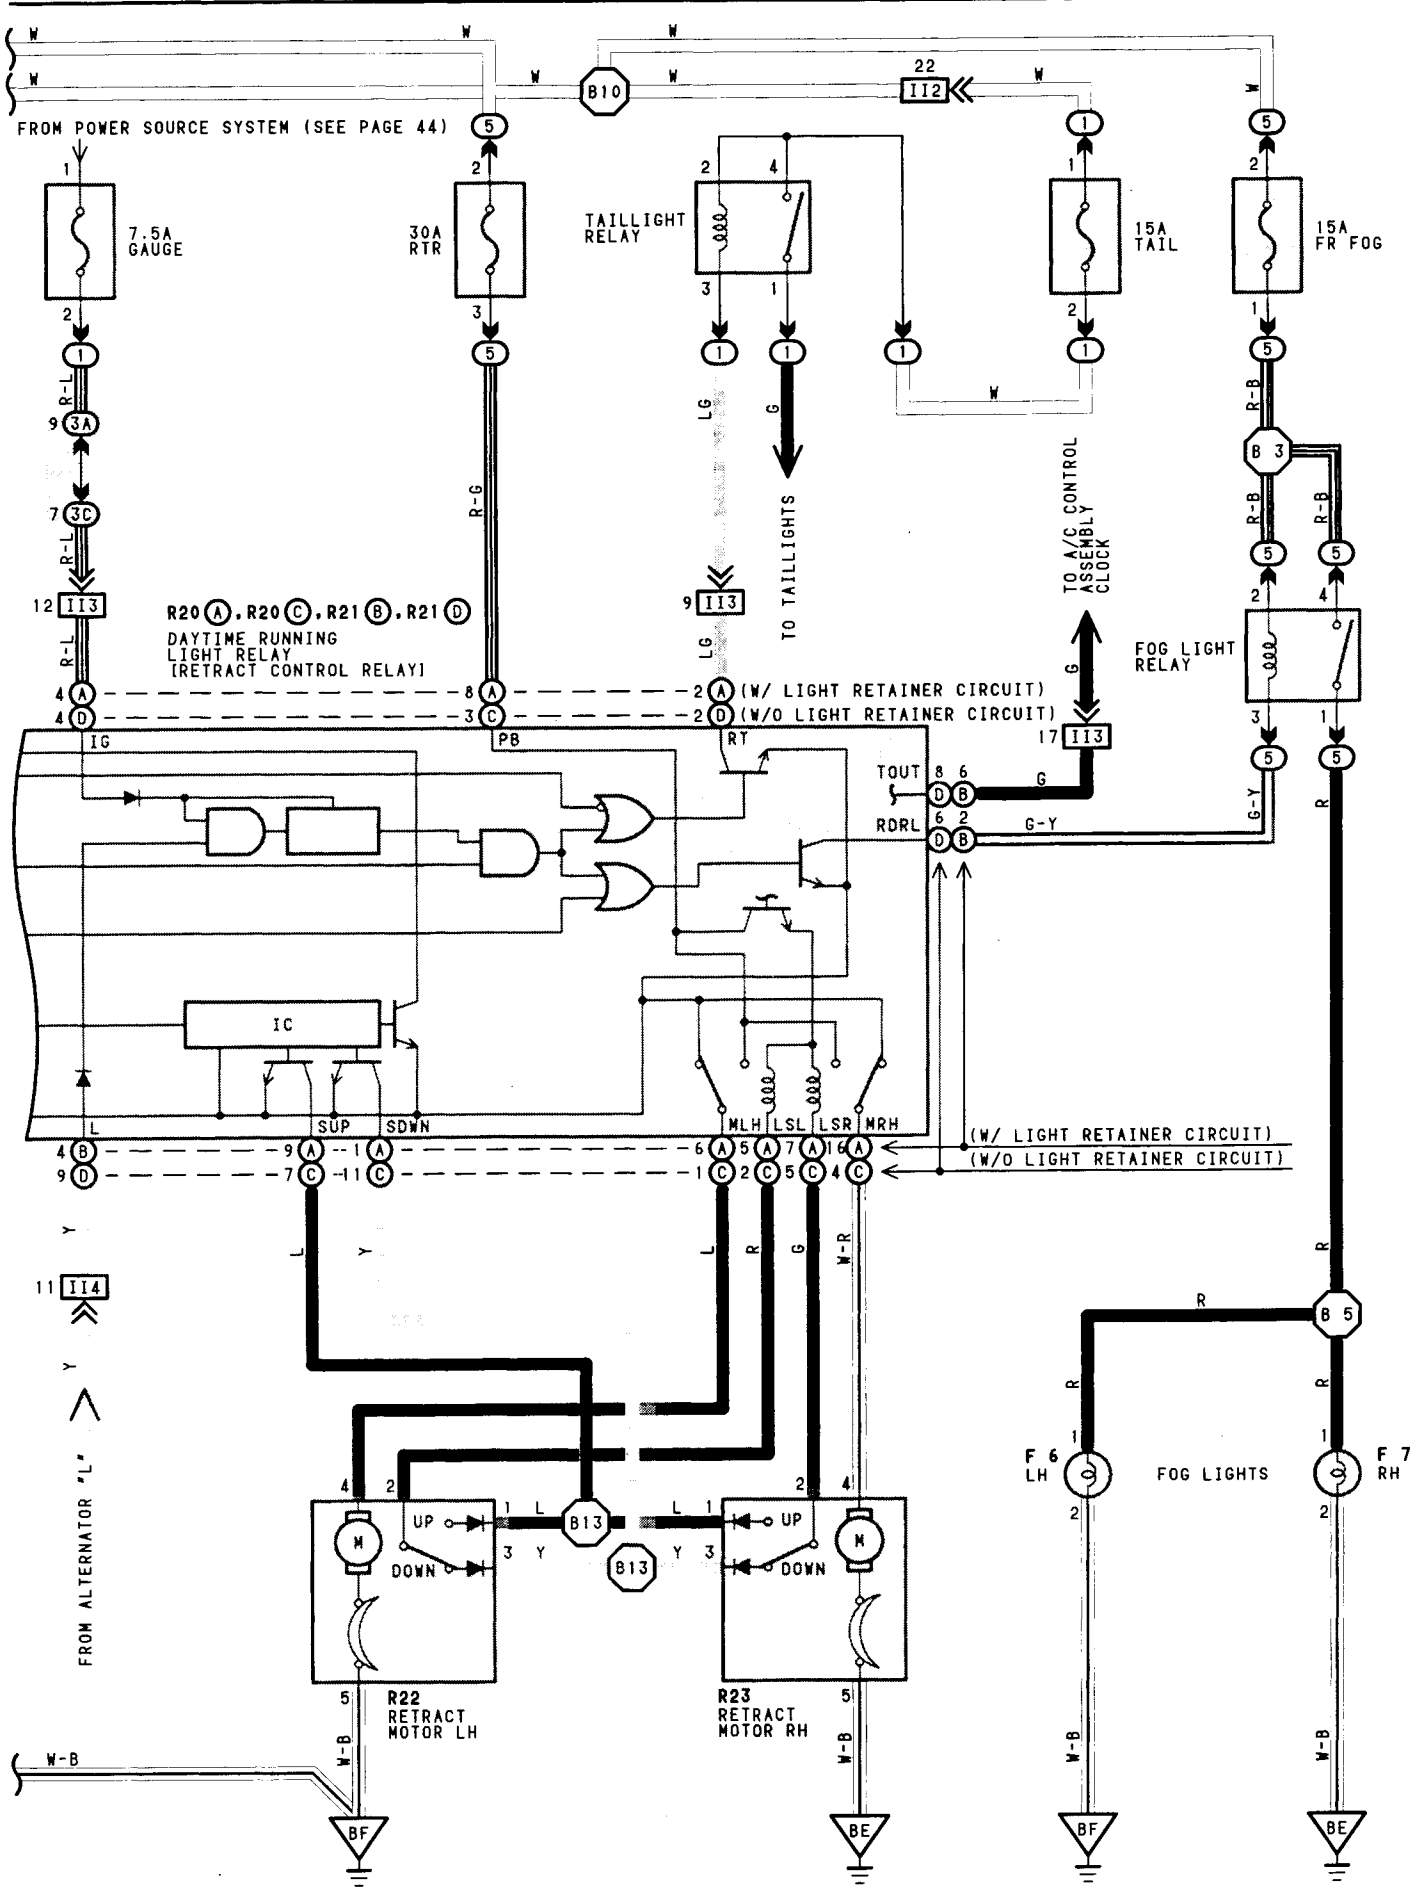 W W W
W W B10 W 22 II2 W W
FROM POWER SOURCE SYSTEM (SEE PAGE 44)
5 1 5
1 2 2 4 1 2
7.5A
GAUGE
30A
RTR
TAILLIGHT
RELAY
15A
TAIL
15A
FR FOG
2 3 3 1 2 1
1 5 1 1 1 1 5
R-L LG G W R-B
9 3A
B 3
7 3C
R-L R-G R-B R-B
TO TAILLIGHTS
TO A/C CONTROL
ASSEMBLY
CLOCK
5 5
12 II3 9 II3 2 4
R20 A, R20 C, R21 B, R21 D
DAYTIME RUNNING
LIGHT RELAY
[RETRACT CONTROL RELAY]
FOG LIGHT
RELAY
R-L LG G
4 A 8 A 2 A (W/ LIGHT RETAINER CIRCUIT)
4 D 3 C 2 D (W/O LIGHT RETAINER CIRCUIT)
3 1
17 II3
5 5
IG PB RT
TOUT 8 D 6 B G
RDRL 6 D 2 B G-Y
G-Y R
IC
L SUP SDWN MLH LSL LSR MRH
4 B 9 A 1 A 6 A 5 A 7 A 16 A (W/ LIGHT RETAINER CIRCUIT)
9 D 7 C 11 C 1 C 2 C 5 C 4 C (W/O LIGHT RETAINER CIRCUIT)
Y L Y L R G W-R R
11 II4
Y
R B 5
R R
FROM ALTERNATOR "L"
1 1
F 6
LH
FOG LIGHTS
F 7
RH
4 2 2 4
2 2
UP 1 L B13 L 1 UP
M M
DOWN 3 Y B13 Y 3 DOWN
5 R22
RETRACT
MOTOR LH
R23
RETRACT
MOTOR RH
5
W-B W-B W-B W-B W-B
BF BE BF BE